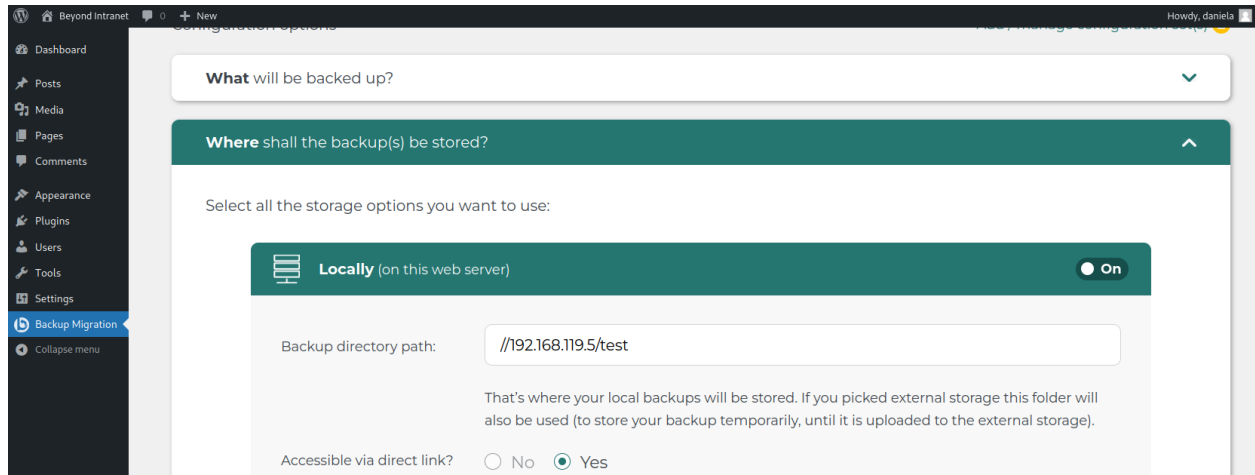 Beyond Intranet 0 + New Howdy, daniela
Configuration options
Dashboard
Posts
Media
Pages
Comments
Appearance
Plugins
Users
Tools
Settings
Backup Migration
Collapse menu
What will be backed up?
Where shall the backup(s) be stored?
Select all the storage options you want to use:
Locally (on this web server) On
Backup directory path: //192.168.119.5/test
That's where your local backups will be stored. If you picked external storage this folder will
also be used (to store your backup temporarily, until it is uploaded to the external storage).
Accessible via direct link? No Yes